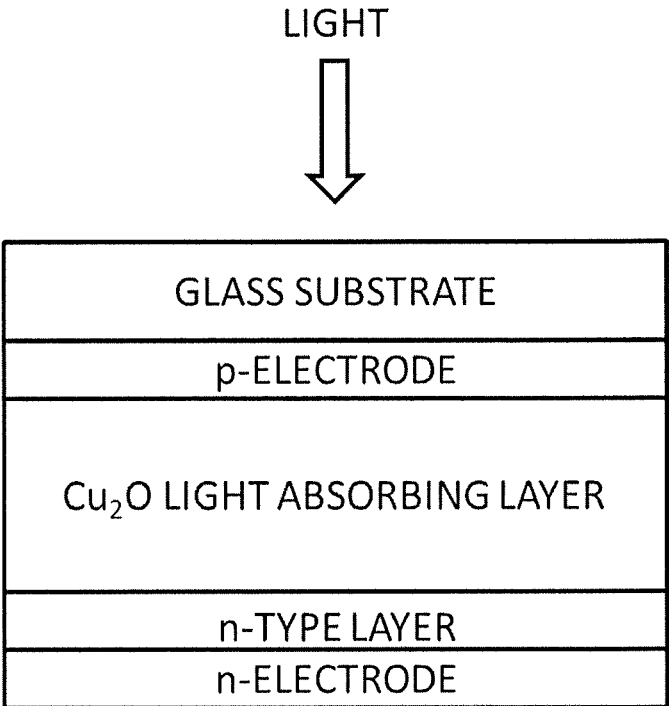 LIGHT
GLASS SUBSTRATE
p-ELECTRODE
Cu₂O LIGHT ABSORBING LAYER
n-TYPE LAYER
n-ELECTRODE